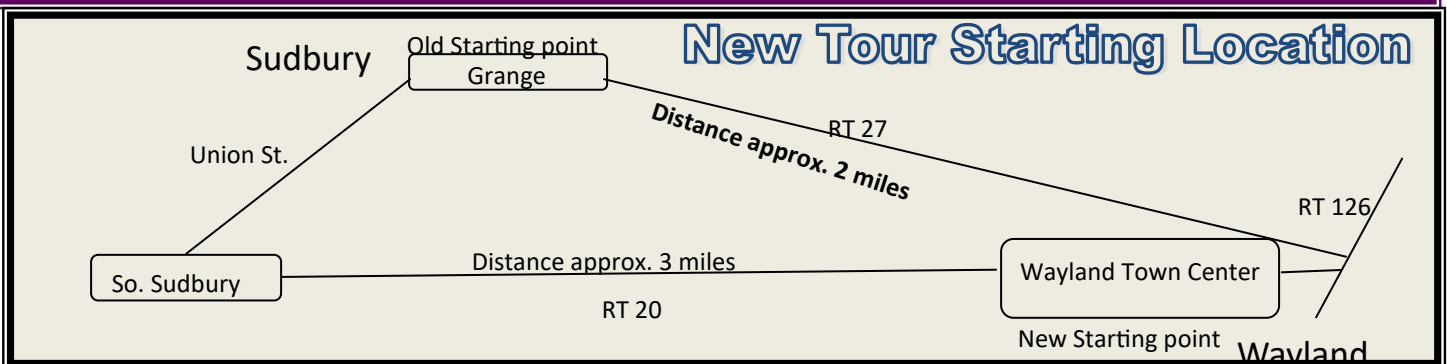 New Tour Starting Location
Sudbury
Old Starting point
Grange
RT 27
Distance approx. 2 miles
Union St.
RT 126
So. Sudbury
Distance approx. 3 miles
RT 20
Wayland Town Center
New Starting point
Wayland